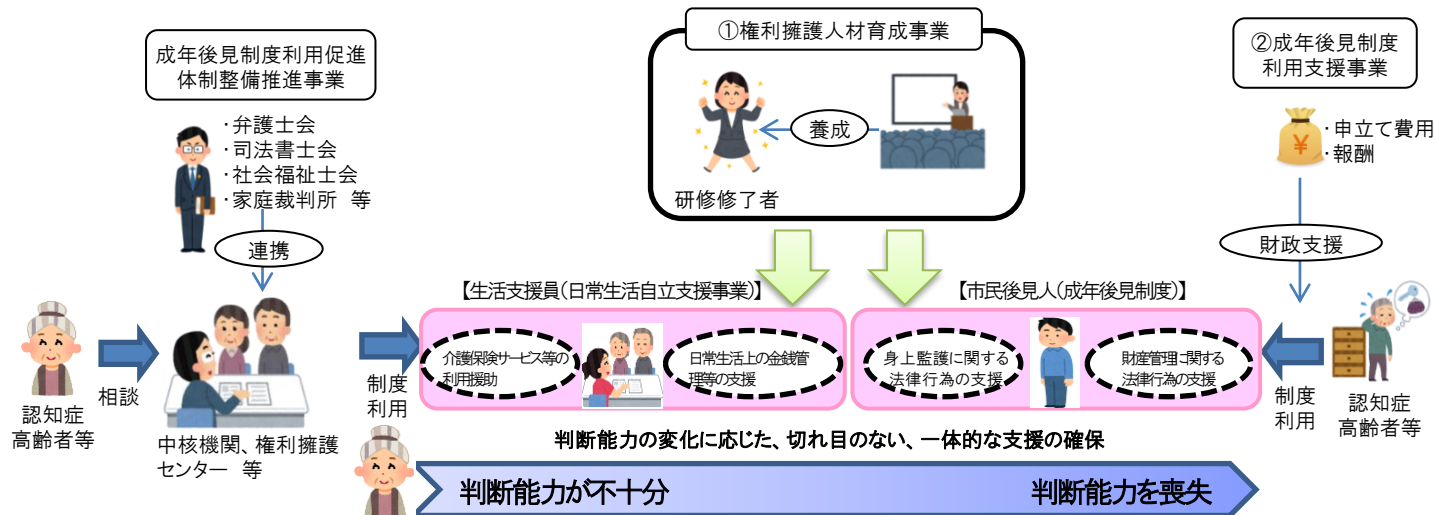 成年後見制度利用促進
体制整備推進事業
・弁護士会
・司法書士会
・社会福祉士会
・家庭裁判所　等
連携
認知症
高齢者等
相談
中核機関、権利擁護
センター　等
①権利擁護人材育成事業
養成
研修修了者
②成年後見制度
利用支援事業
・申立て費用
・報酬
財政支援
制度
利用
【生活支援員(日常生活自立支援事業)】
介護保険サービス等の
利用援助
日常生活上の金銭管
理等の支援
【市民後見人(成年後見制度)】
身上監護に関する
法律行為の支援
財産管理に関する
法律行為の支援
制度
利用
認知症
高齢者等
判断能力の変化に応じた、切れ目のない、一体的な支援の確保
判断能力が不十分
判断能力を喪失
¥